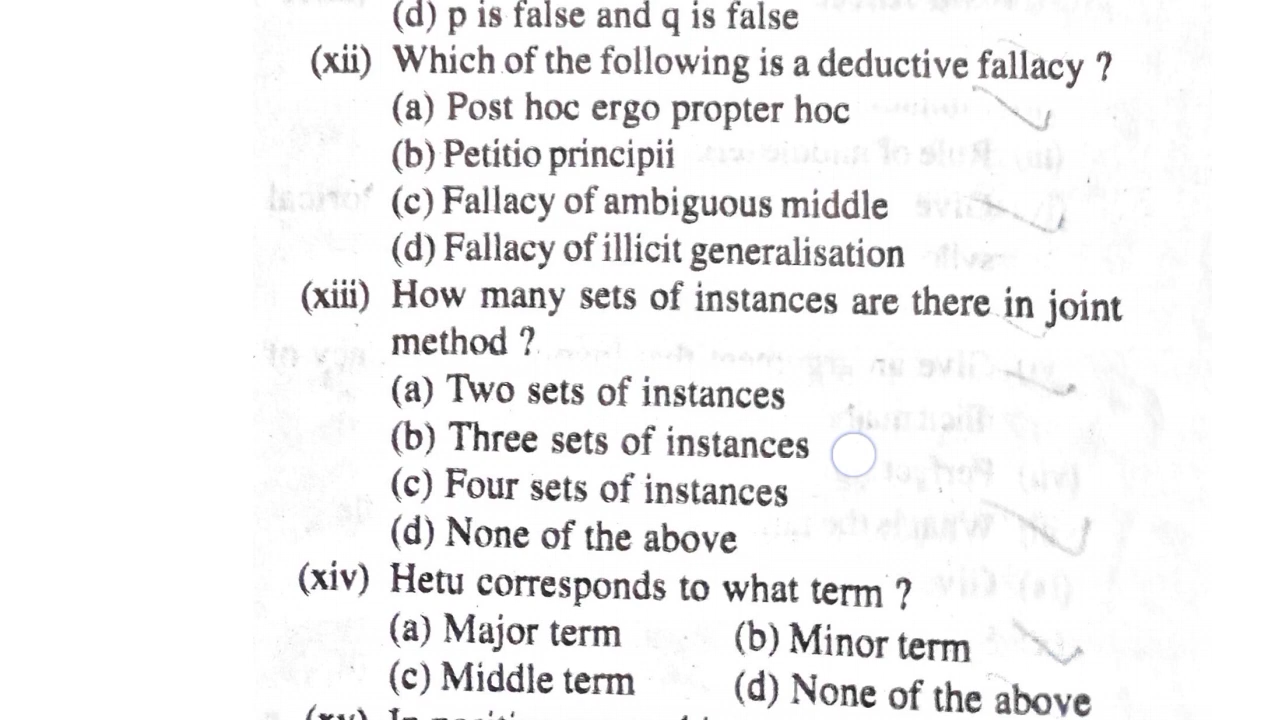 (d) p is false and q is false
(xii) Which of the following is a deductive fallacy ?
(a) Post hoc ergo propter hoc
(b) Petitio principii
(c) Fallacy of ambiguous middle
(d) Fallacy of illicit generalisation
(xiii) How many sets of instances are there in joint
method ?
(a) Two sets of instances
(b) Three sets of instances
(c) Four sets of instances
(d) None of the above
(xiv) Hetu corresponds to what term ?
(a) Major term (b) Minor term
(c) Middle term (d) None of the above